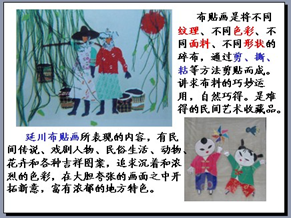 布贴画是将不同
纹理、不同色彩、不
同面料、不同形状的
碎布，通过剪、撕、
粘等方法剪贴而成。
讲求布料的巧妙运
用，自然巧得。是难
得的民间艺术收藏品。
延川布贴画所表现的内容，有民
间传说、戏剧人物、民俗生活、动物、
花卉和各种吉祥图案，追求沉着和浓
烈的色彩，在大胆夸张的画面之中开
拓新意，富有浓郁的地方特色。